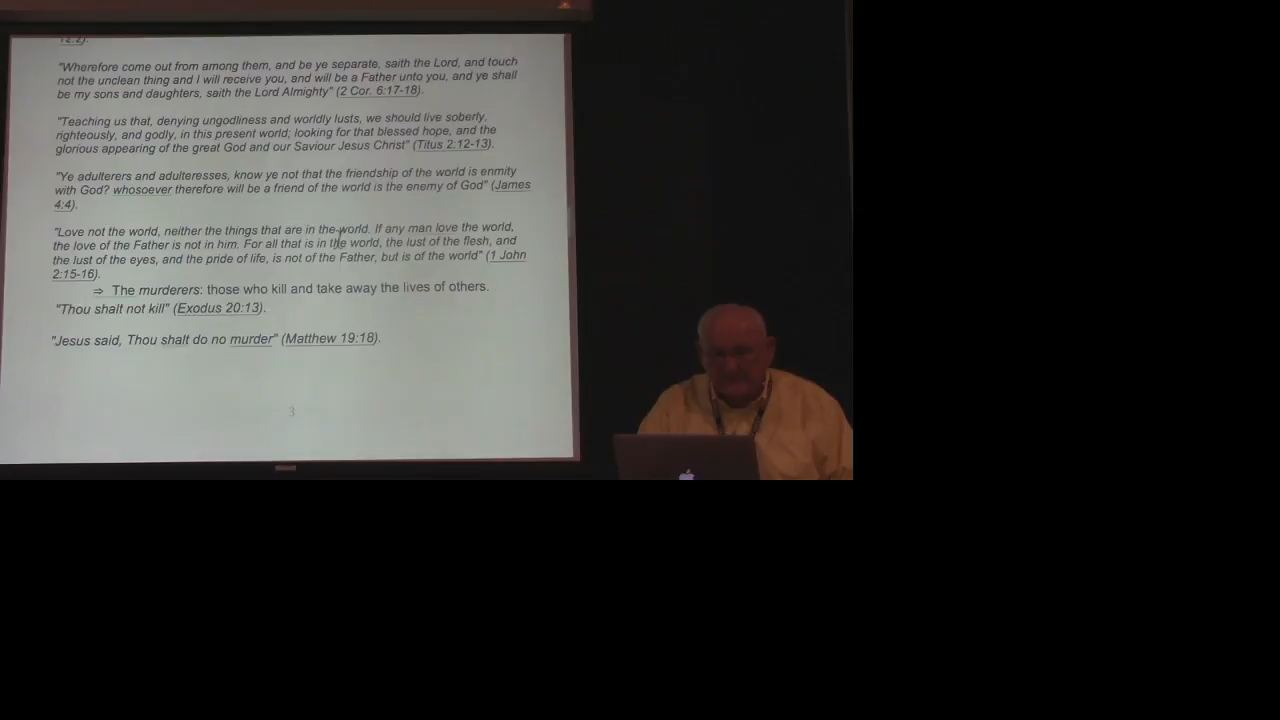 12:2).
"Wherefore come out from among them, and be ye separate, saith the Lord, and touch
not the unclean thing and I will receive you, and will be a Father unto you, and ye shall
be my sons and daughters, saith the Lord Almighty" (2 Cor. 6:17-18).
"Teaching us that, denying ungodliness and worldly lusts, we should live soberly,
righteously, and godly, in this present world; looking for that blessed hope, and the
glorious appearing of the great God and our Saviour Jesus Christ" (Titus 2:12-13).
"Ye adulterers and adulteresses, know ye not that the friendship of the world is enmity
with God? whosoever therefore will be a friend of the world is the enemy of God" (James
4:4).
"Love not the world, neither the things that are in the world. If any man love the world,
the love of the Father is not in him. For all that is in the world, the lust of the flesh, and
the lust of the eyes, and the pride of life, is not of the Father, but is of the world" (1 John
2:15-16).
⇒ The murderers: those who kill and take away the lives of others.
"Thou shalt not kill" (Exodus 20:13).
"Jesus said, Thou shalt do no murder" (Matthew 19:18).
3